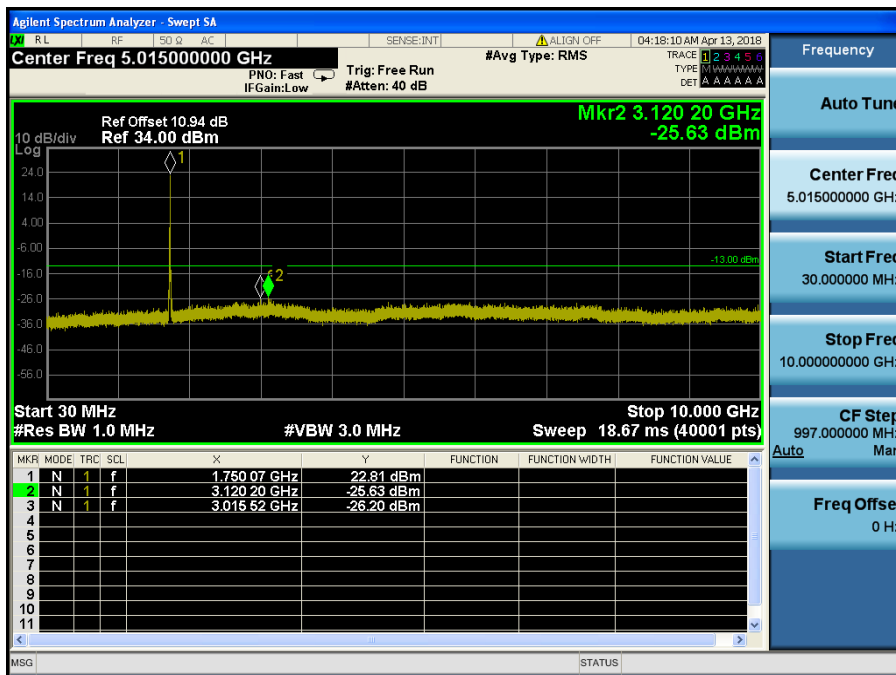 Agilent Spectrum Analyzer - Swept SA
LXI RL RF 50 Ω AC SENSE:INT ALIGN OFF 04:18:10 AM Apr 13, 2018
Center Freq 5.015000000 GHz
PNO: Fast
IFGain:Low
Trig: Free Run
#Atten: 40 dB
#Avg Type: RMS
TRACE 1 2 3 4 5 6
TYPE MWWWWW
DET A A A A A A
Mkr2 3.120 20 GHz
-25.63 dBm
Ref Offset 10.94 dB
Ref 34.00 dBm
10 dB/div
Log
1
24.0
14.0
4.00
-6.00
-13.00 dBm
-16.0
2
-26.0
-36.0
-46.0
-56.0
Start 30 MHz Stop 10.000 GHz
#Res BW 1.0 MHz #VBW 3.0 MHz Sweep 18.67 ms (40001 pts)
MKR MODE TRC SCL X Y FUNCTION FUNCTION WIDTH FUNCTION VALUE
1 N 1 f 1.750 07 GHz 22.81 dBm
2 N 1 f 3.120 20 GHz -25.63 dBm
3 N 1 f 3.015 52 GHz -26.20 dBm
4
5
6
7
8
9
10
11
MSG STATUS
Frequency
Auto Tune
Center Freq
5.015000000 GHz
Start Freq
30.000000 MHz
Stop Freq
10.000000000 GHz
CF Step
997.000000 MHz
Auto Man
Freq Offset
0 Hz